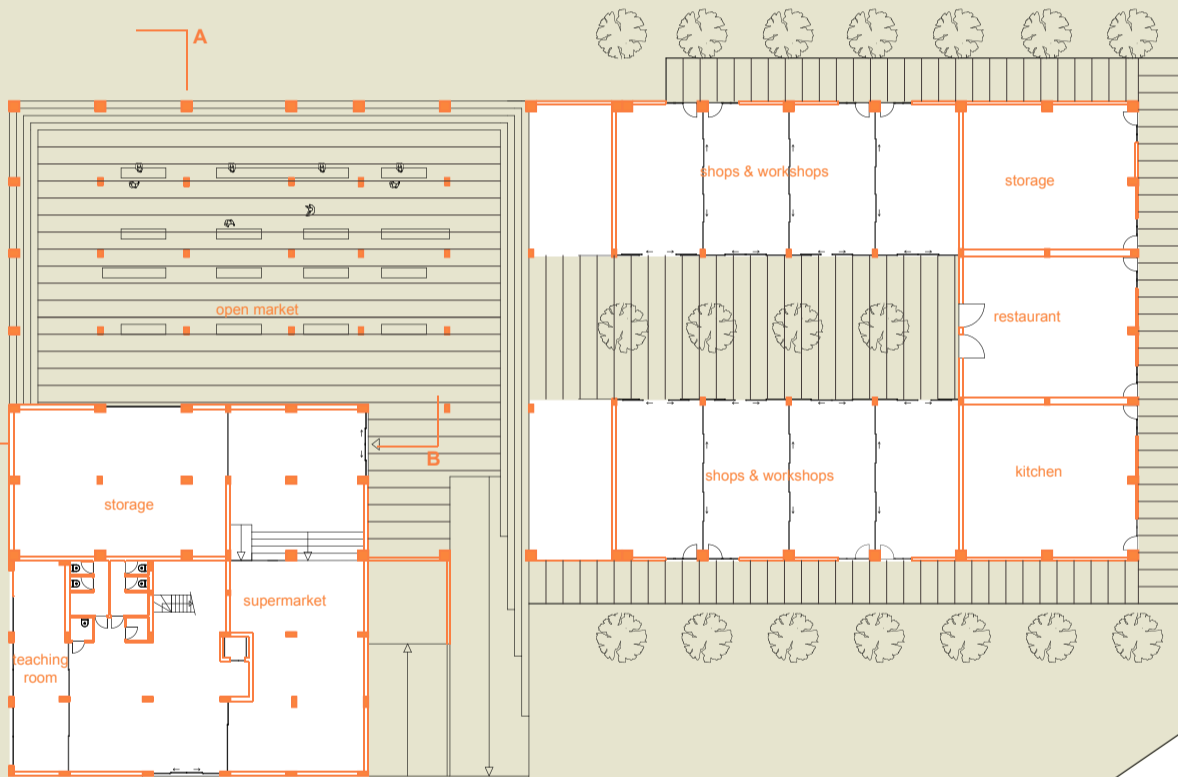 A
shops & workshops
storage
open market
restaurant
B
shops & workshops
kitchen
storage
supermarket
teaching
room